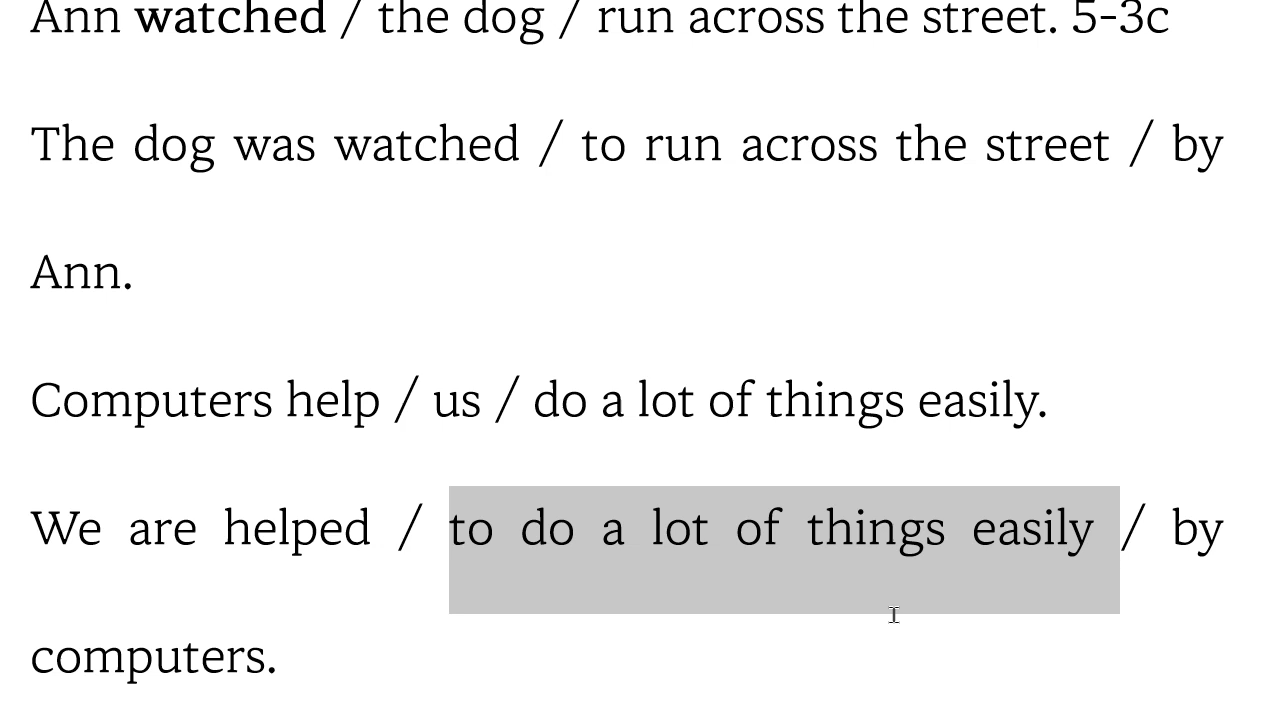 Ann watched / the dog / run across the street. 5-3c
The dog was watched / to run across the street / by
Ann.
Computers help / us / do a lot of things easily.
We are helped / to do a lot of things easily / by
computers.